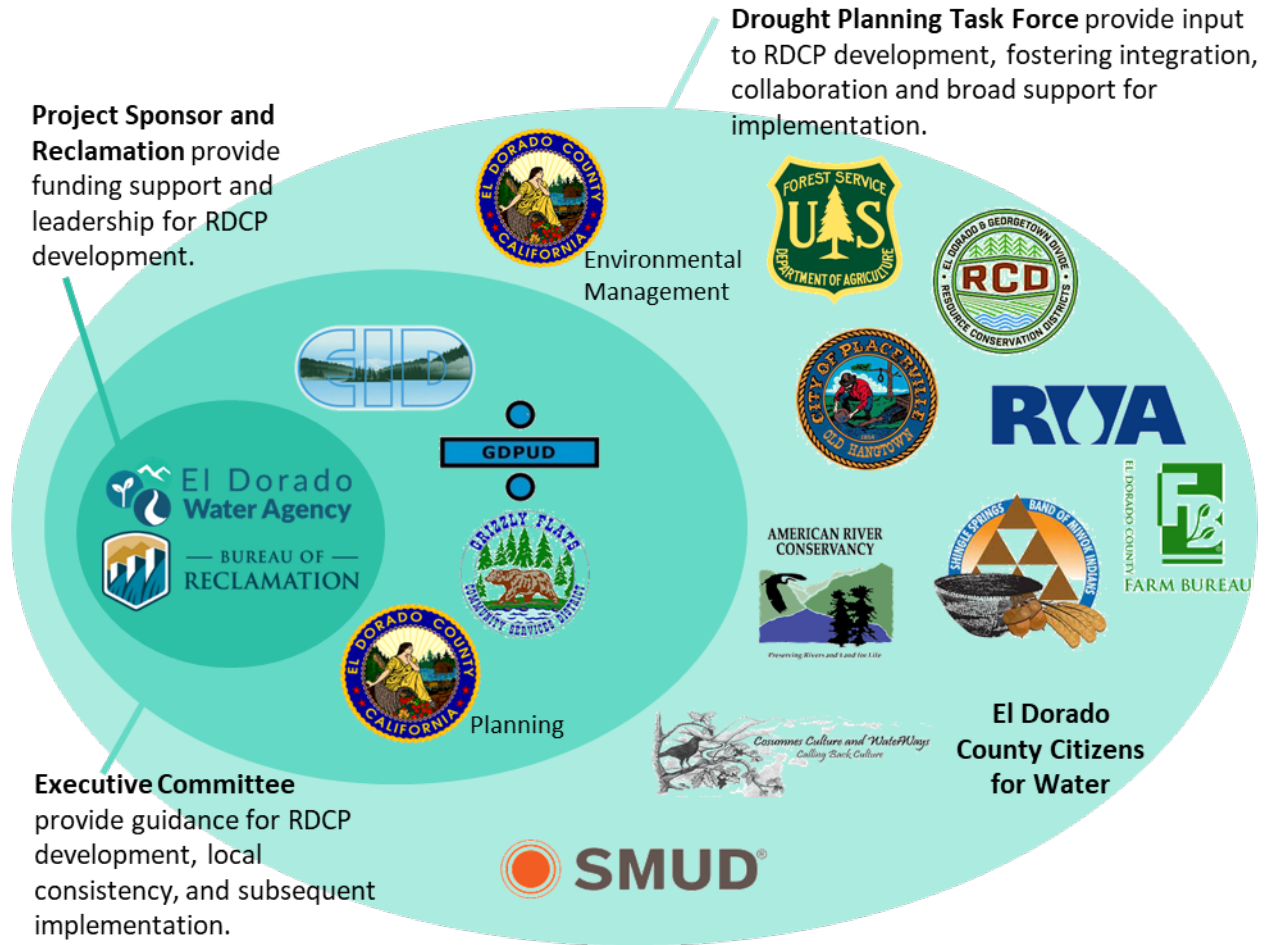 Drought Planning Task Force provide input
to RDCP development, fostering integration,
collaboration and broad support for
implementation.
Project Sponsor and
Reclamation provide
funding support and
leadership for RDCP
development.
EL DORADO COUNTY
CALIFORNIA
Environmental
Management
FOREST SERVICE
U S
DEPARTMENT OF AGRICULTURE
EL DORADO & GEORGETOWN DIVIDE
RCD
RESOURCE CONSERVATION DISTRICTS
EID
CITY OF PLACERVILLE
1854
OLD HANGTOWN
RWA
GDPUD
El Dorado
Water Agency
BUREAU OF
RECLAMATION
GRIZZLY FLATS
COMMUNITY SERVICES DISTRICT
EL DORADO COUNTY
FB
FARM BUREAU
SHINGLE SPRINGS BAND OF MIWOK INDIANS
AMERICAN RIVER
CONSERVANCY
Preserving Rivers and Land for Life
EL DORADO COUNTY
CALIFORNIA
Planning
Cosumnes Culture and WaterWays
Calling Back Culture
El Dorado
County Citizens
for Water
Executive Committee
provide guidance for RDCP
development, local
consistency, and subsequent
implementation.
SMUD®